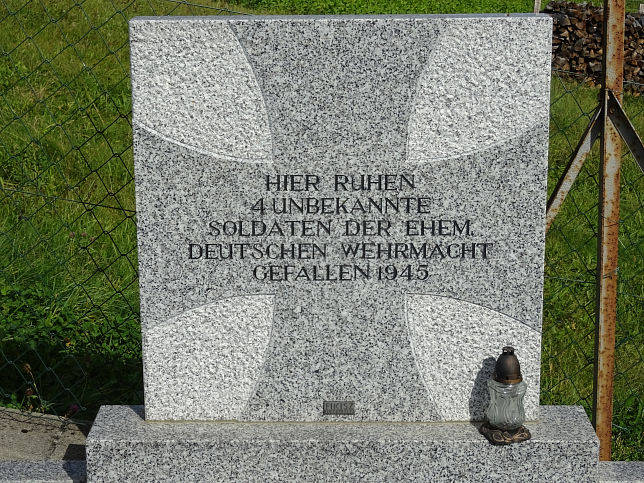 HIER RUHEN
4 UNBEKANNTE
SOLDATEN DER EHEM.
DEUTSCHEN WEHRMACHT
GEFALLEN 1945